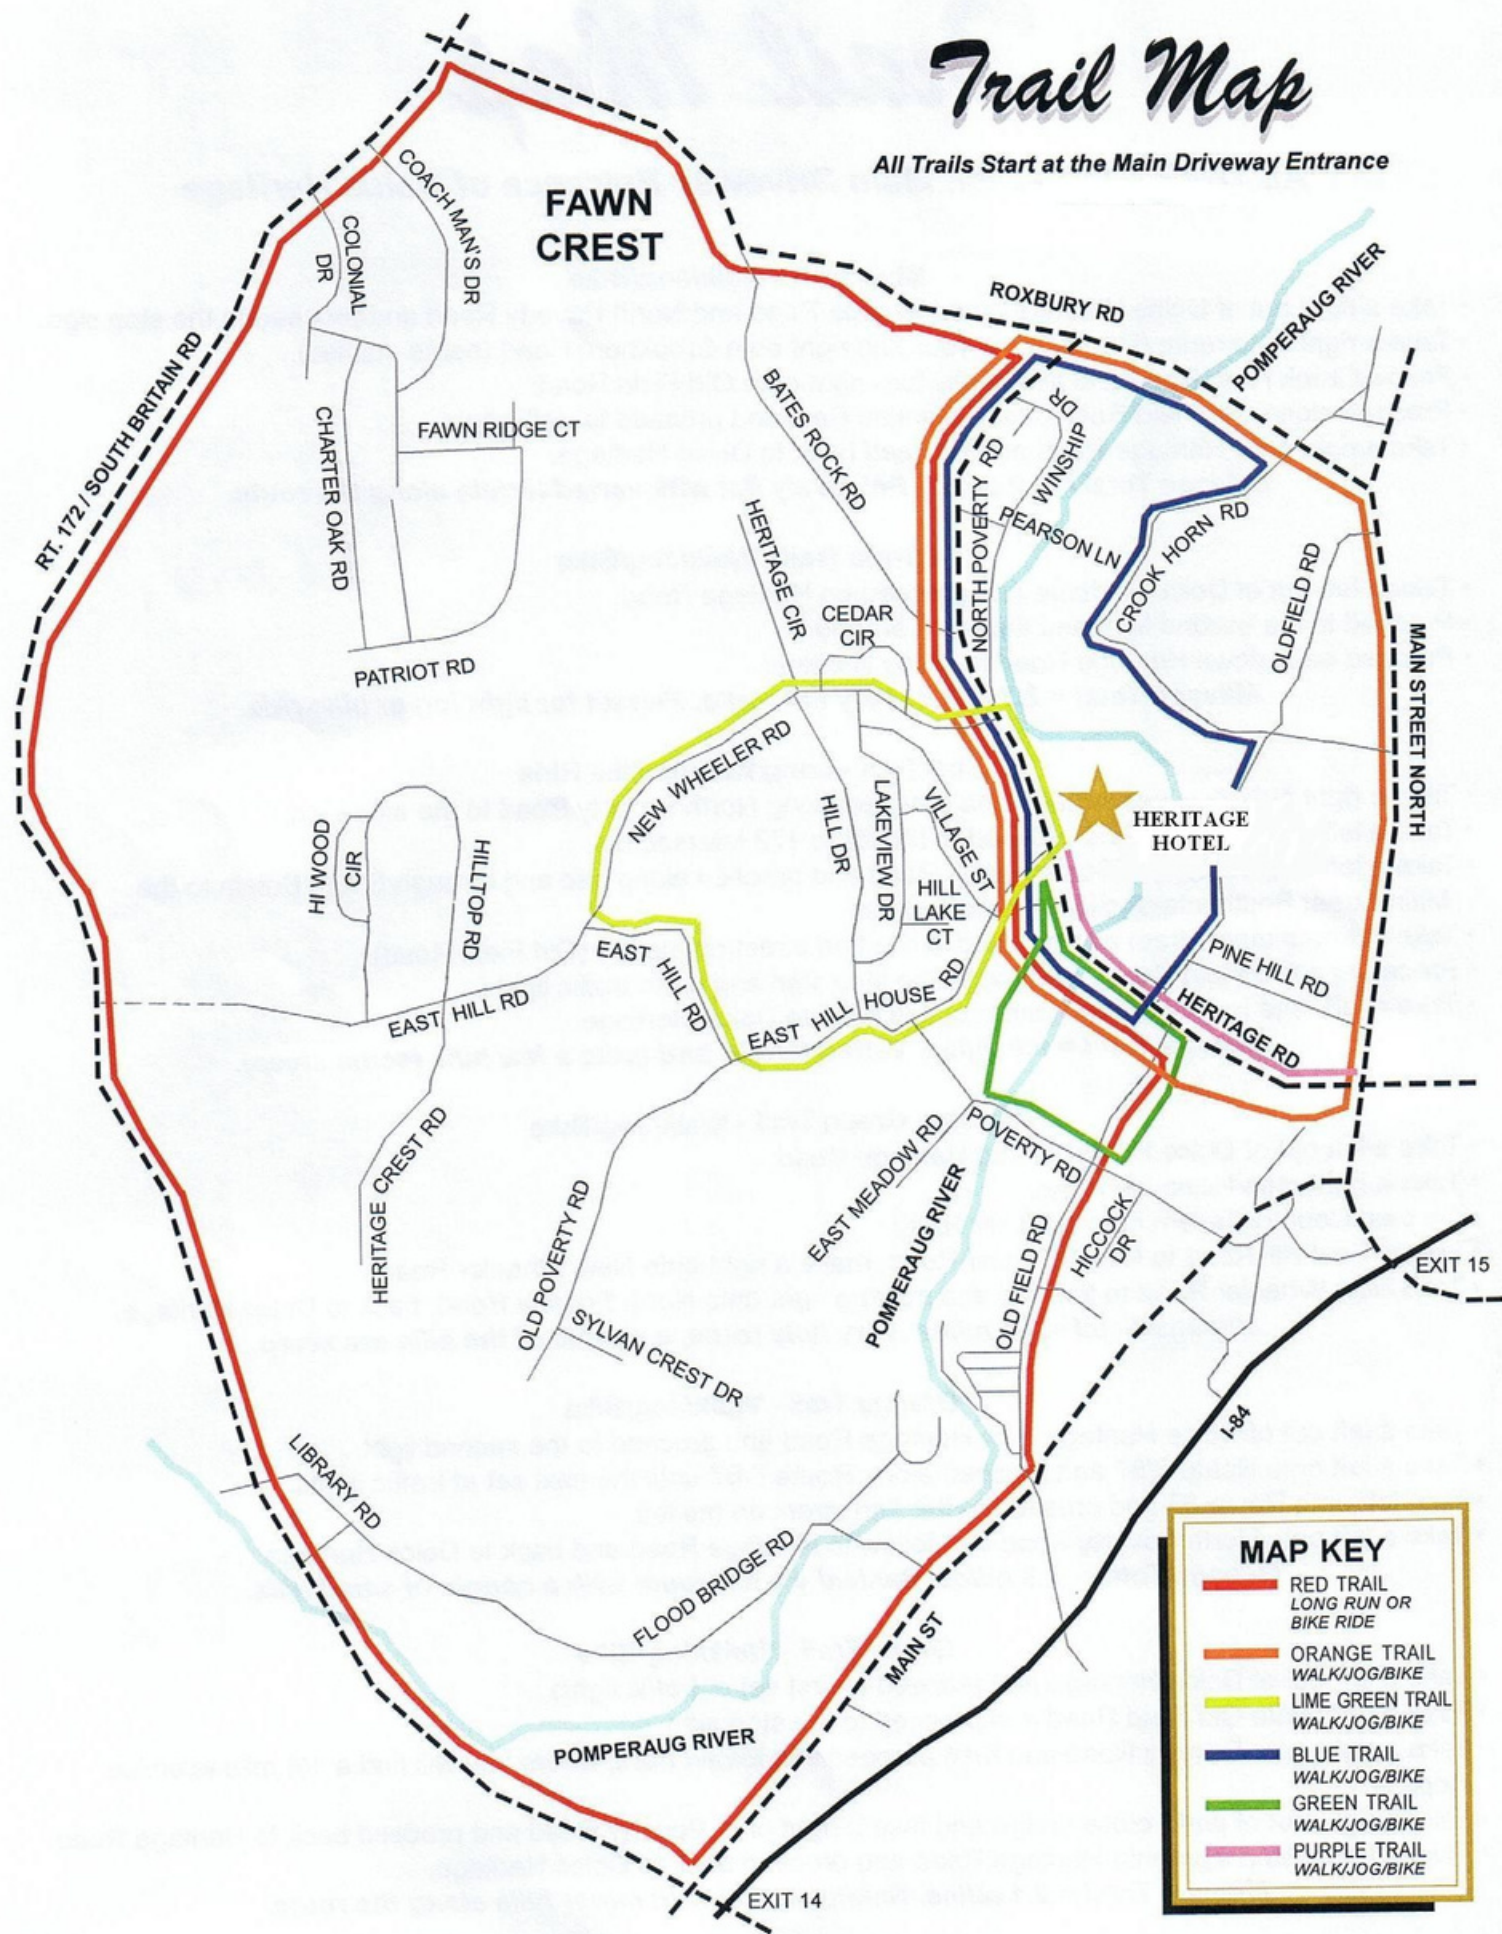 Trail Map
All Trails Start at the Main Driveway Entrance
FAWN
CREST
COACH MAN'S DR
COLONIAL
DR
RT. 172 / SOUTH BRITAIN RD
ROXBURY RD
POMPERAUG RIVER
BATES ROCK RD
FAWN RIDGE CT
CHARTER OAK RD
WINSHIP DR
NORTH POVERTY RD
PEARSON LN
CROOK HORN RD
OLDFIELD RD
HERITAGE CIR
CEDAR
CIR
PATRIOT RD
MAIN STREET NORTH
NEW WHEELER RD
HILL DR
LAKEVIEW DR
VILLAGE ST
HERITAGE
HOTEL
HI WOOD
CIR
HILLTOP RD
HILL
LAKE
CT
EAST
HILL RD
EAST HILL HOUSE RD
PINE HILL RD
HERITAGE RD
EAST HILL RD
HERITAGE CREST RD
OLD POVERTY RD
EAST MEADOW RD
POVERTY RD
POMPERAUG RIVER
OLD FIELD RD
HICCOCK
DR
EXIT 15
SYLVAN CREST DR
I-84
LIBRARY RD
FLOOD BRIDGE RD
MAIN ST
POMPERAUG RIVER
EXIT 14
MAP KEY
RED TRAIL
LONG RUN OR
BIKE RIDE
ORANGE TRAIL
WALK/JOG/BIKE
LIME GREEN TRAIL
WALK/JOG/BIKE
BLUE TRAIL
WALK/JOG/BIKE
GREEN TRAIL
WALK/JOG/BIKE
PURPLE TRAIL
WALK/JOG/BIKE